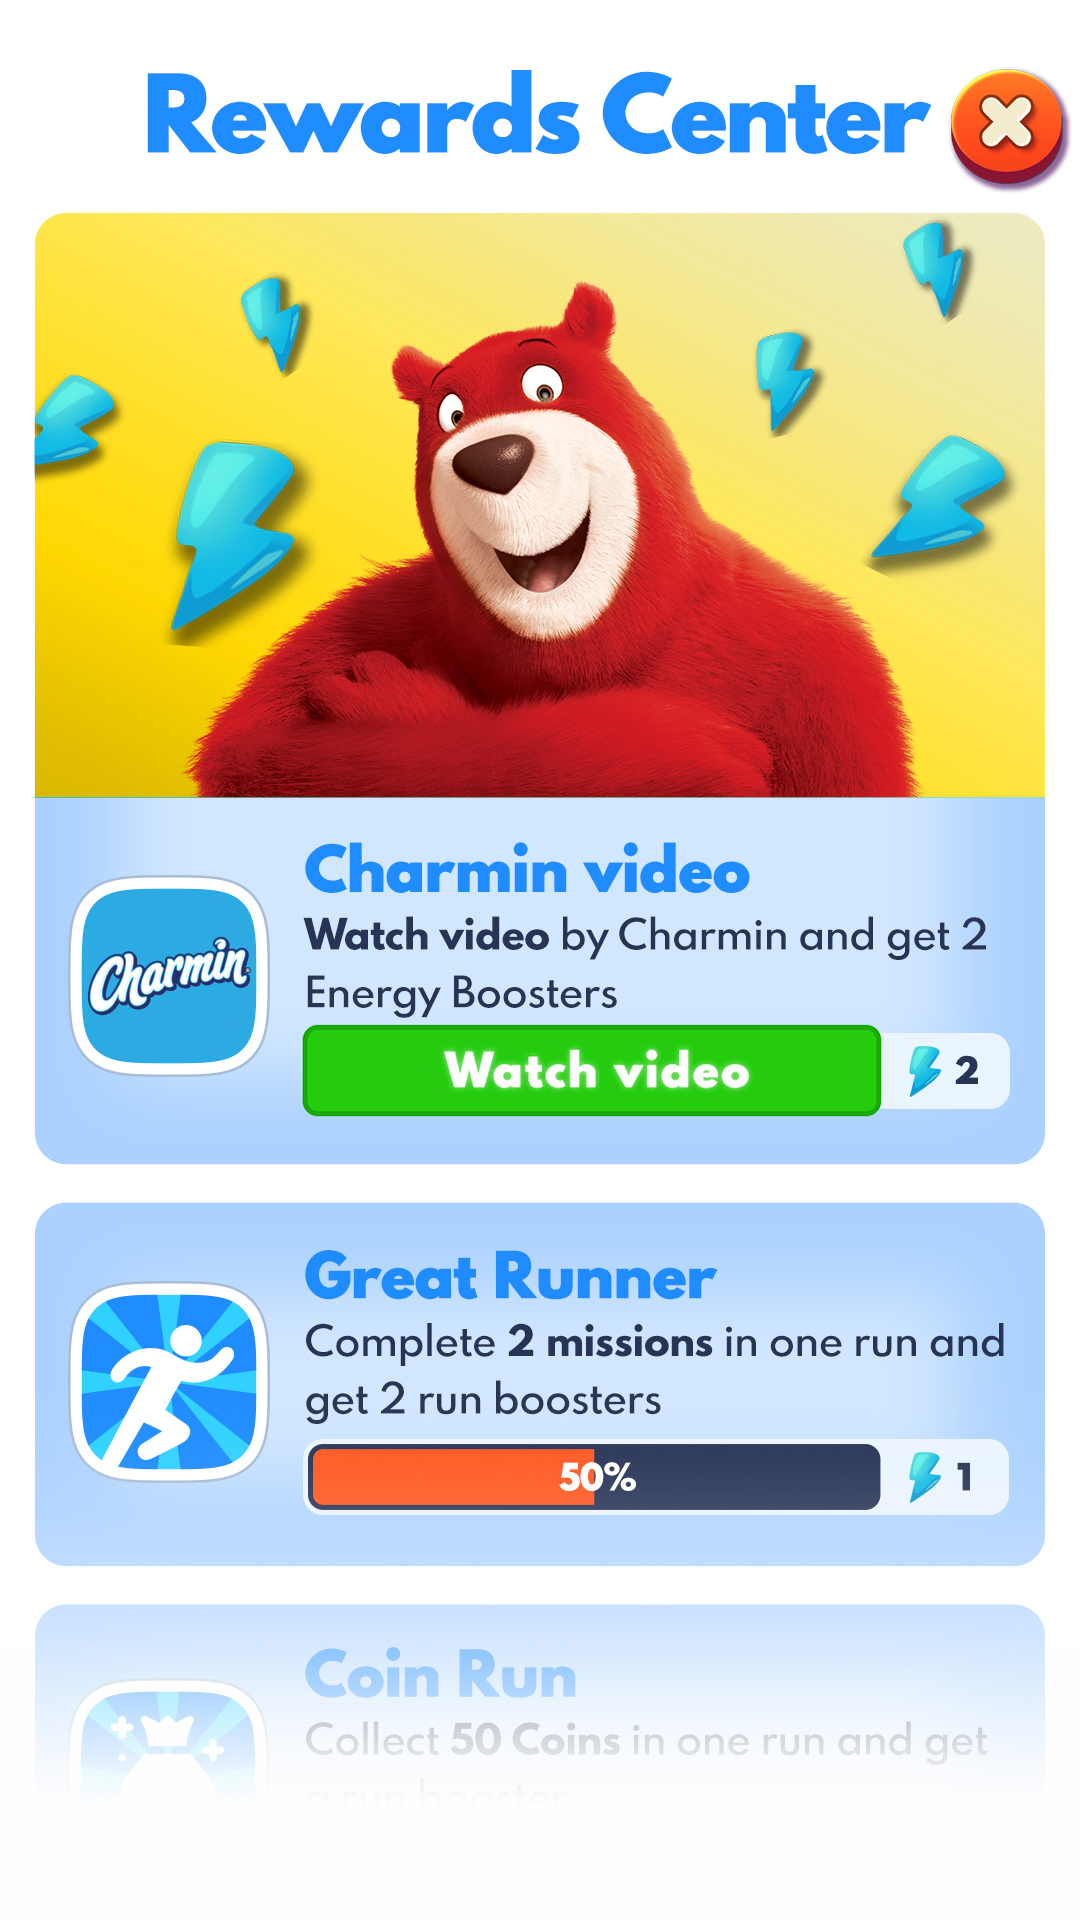 Rewards Center
Charmin video
Watch video by Charmin and get 2
Energy Boosters
Charmin
Watch video
2
Great Runner
Complete 2 missions in one run and
get 2 run boosters
50%
1
Coin Run
Collect 50 Coins in one run and get
a run booster